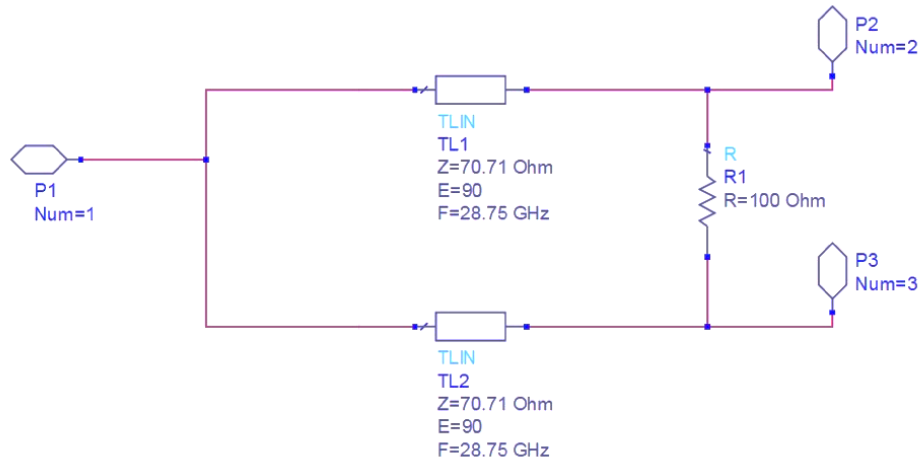 P2
Num=2
TLIN
TL1
Z=70.71 Ohm
E=90
F=28.75 GHz
R
R1
R=100 Ohm
P1
Num=1
P3
Num=3
TLIN
TL2
Z=70.71 Ohm
E=90
F=28.75 GHz